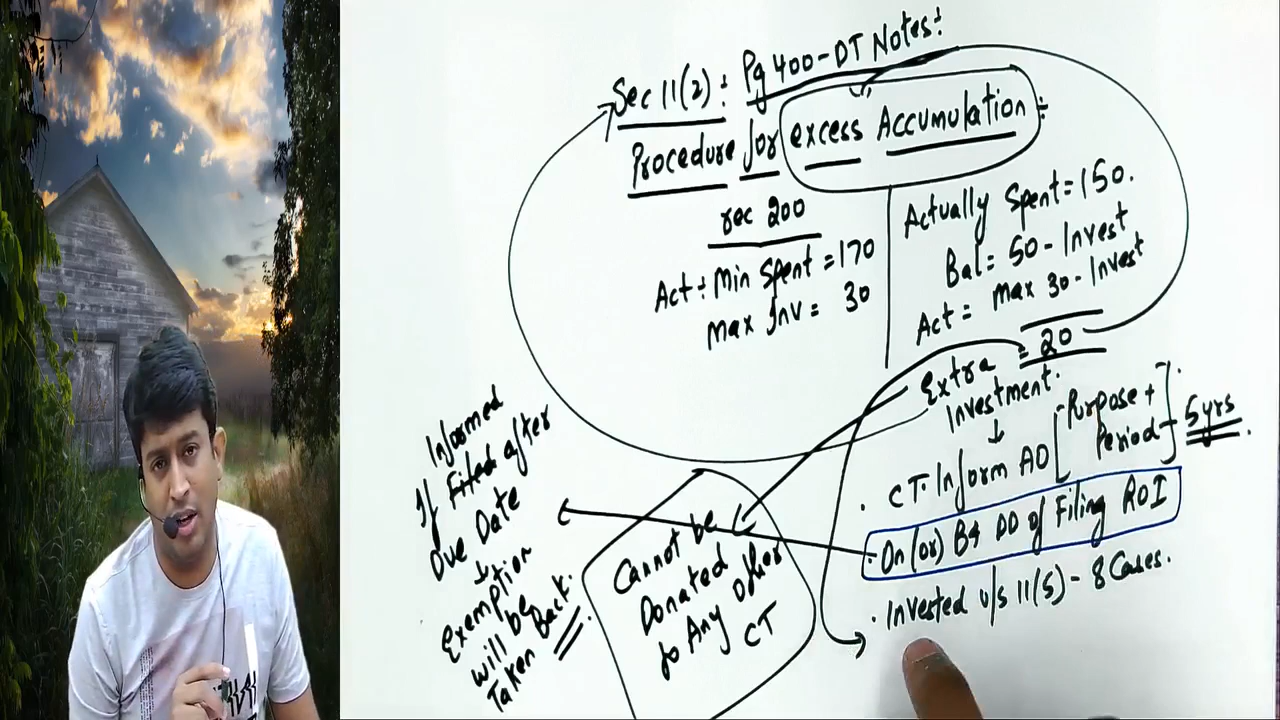 Sec 11(2) : Pg 400-DT Notes :
Procedure for excess Accumulation :
rec 200
Act : Min Spent = 170
Max Inv = 30
Actually Spent = 150.
Bal = 50 - Invest
Act = max 30 - Invest
= 20
Extra
Investment.
↓
. CT. Inform AO [ - Purpose +
Period ] - 5 yrs
. On (or) B4 DD of Filing ROI
. Invested u/s 11(5) - 8 Cases.
Informed
If Filed after
Due Date
↓
exemption
will be
Taken Back.
Cannot be
Donated
to Any other
CT